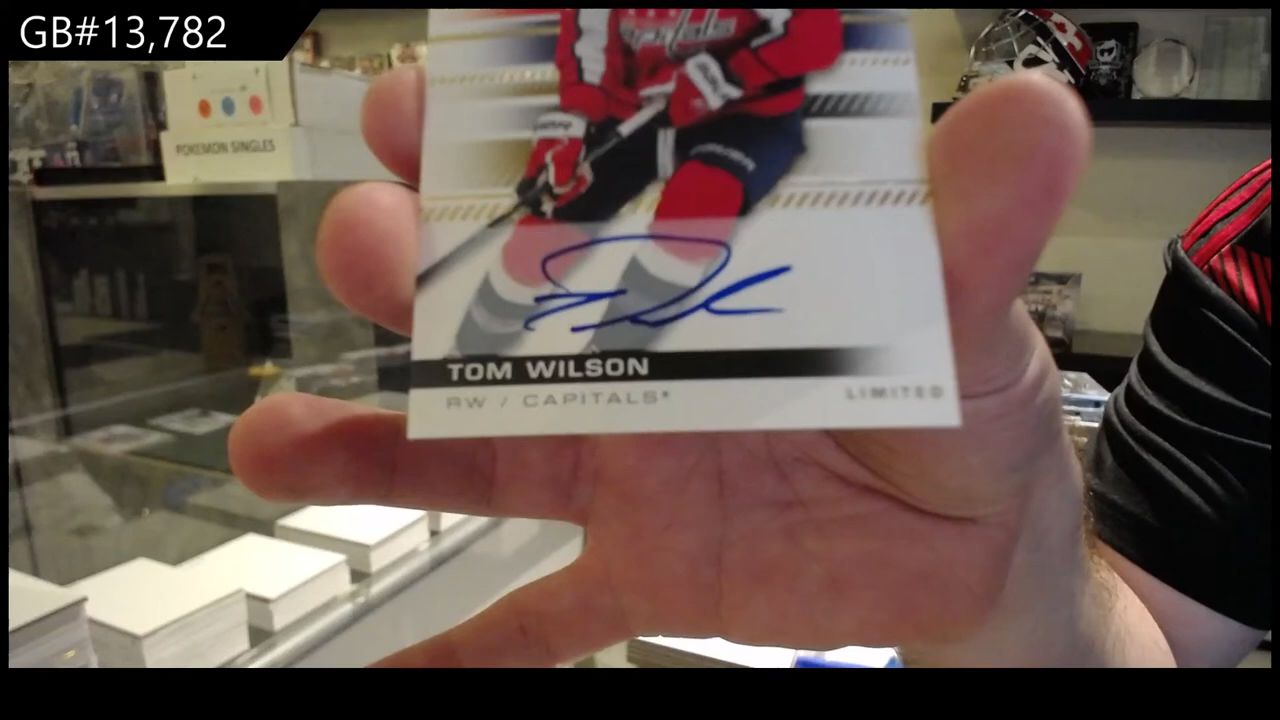 GB#13,782
POKEMON SINGLES
TOM WILSON
RW / CAPITALS®
LIMITED